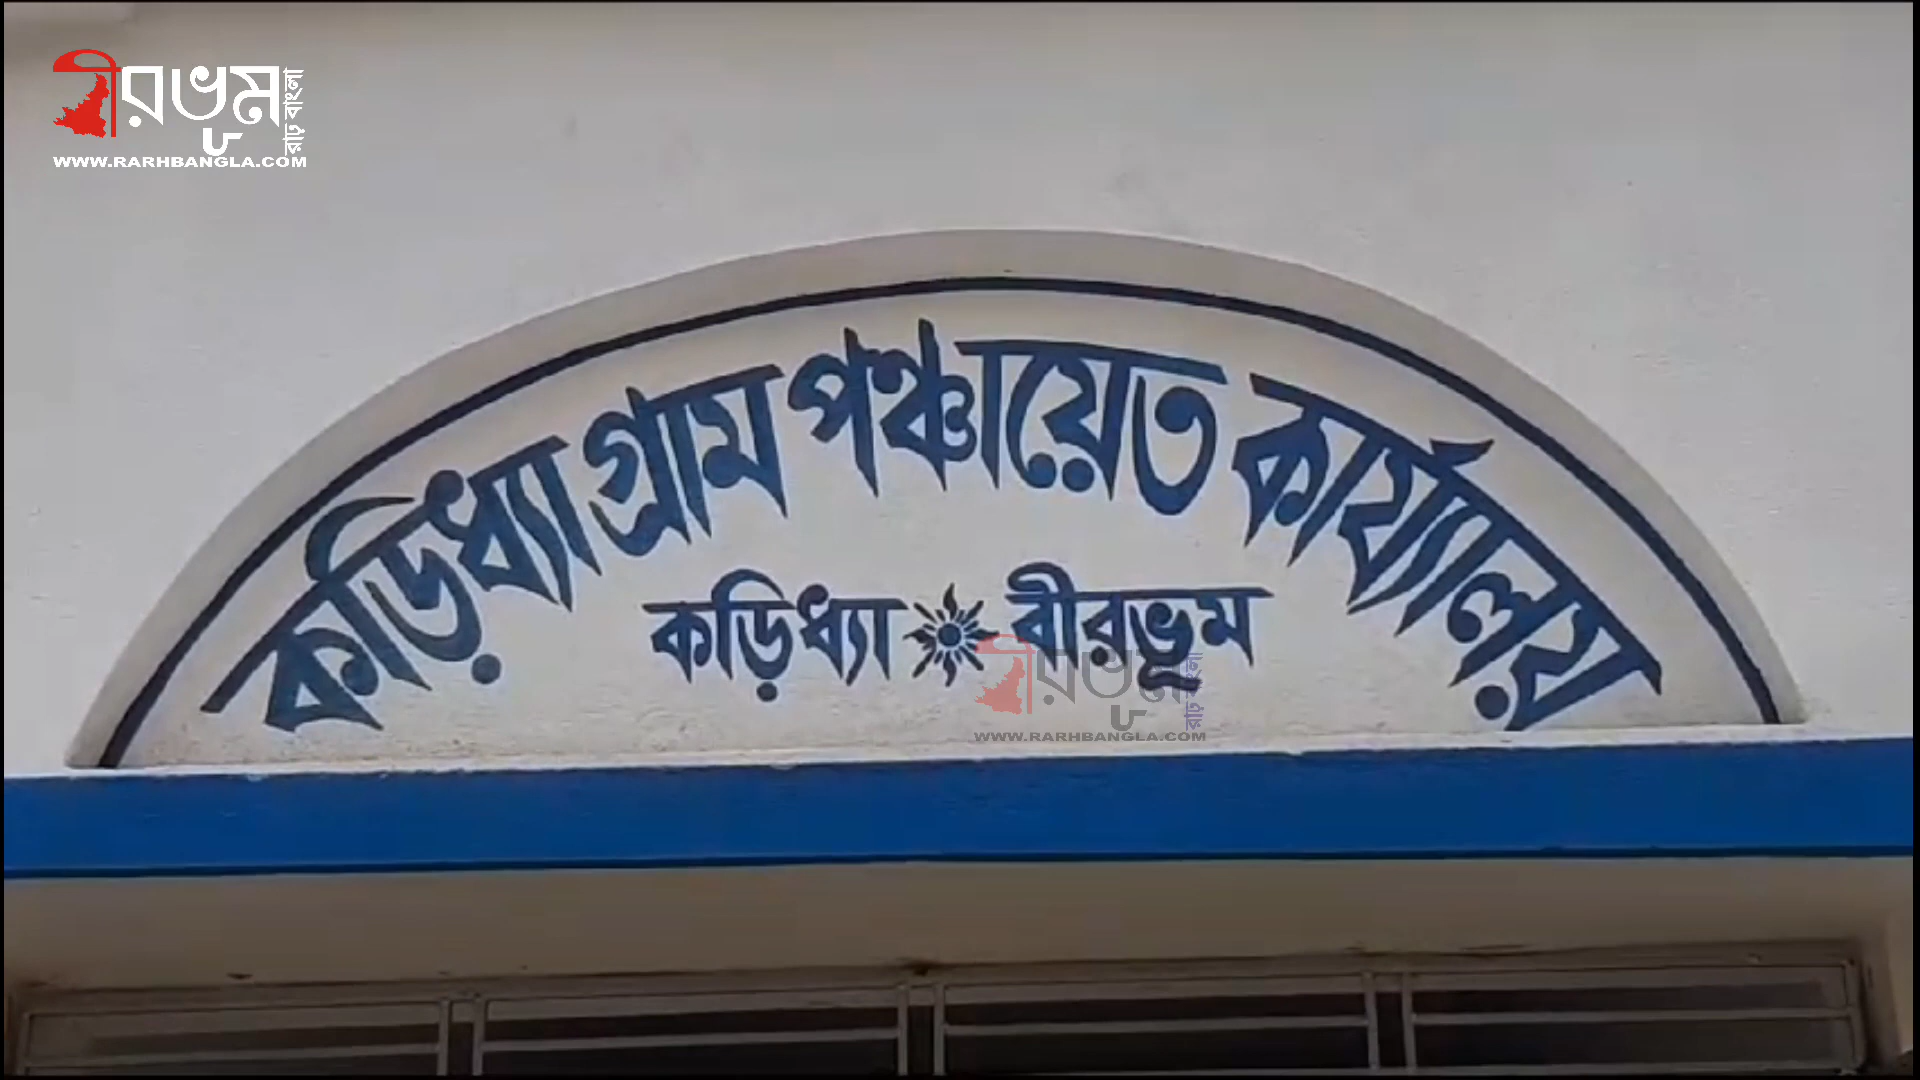 বীরভূম
রাঢ় বাংলা
WWW.RARHBANGLA.COM
কড়িধ্যা গ্রাম পঞ্চায়েত কার্য্যালয়
কড়িধ্যা বীরভূম
বীরভূম
রাঢ় বাংলা
WWW.RARHBANGLA.COM